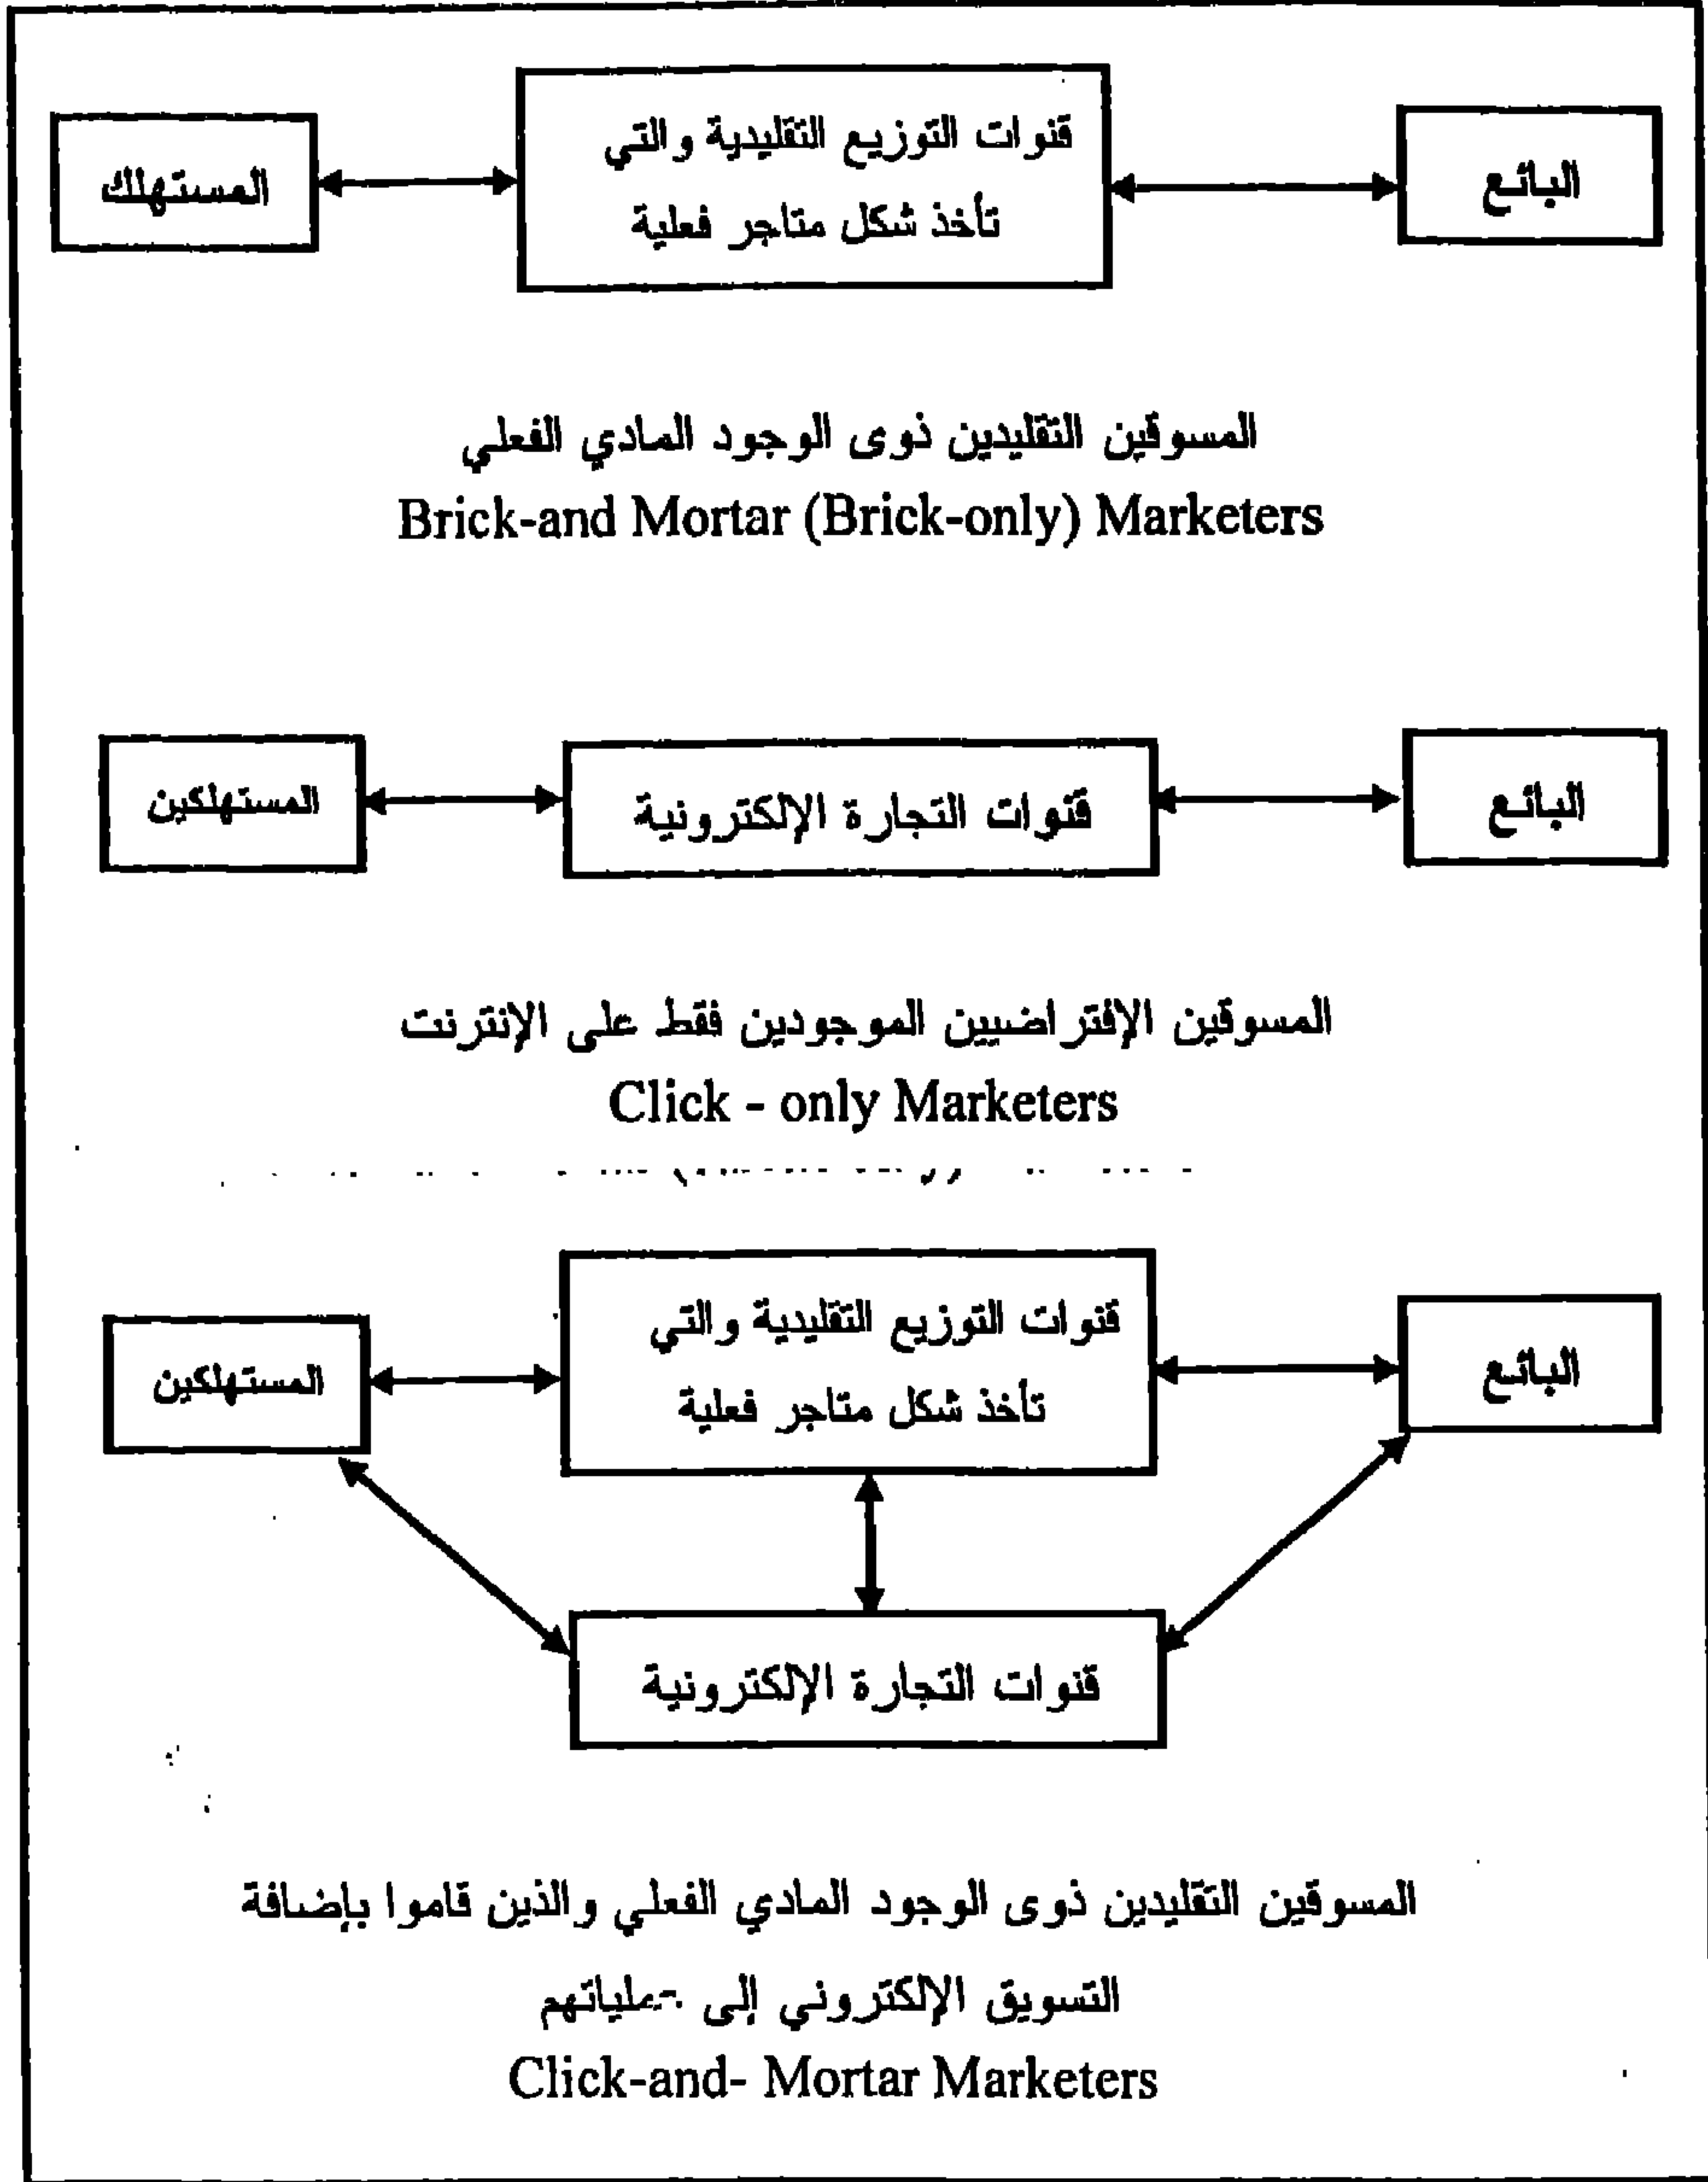 البائع
قنوات التوزيع التقليدية والتي
تأخذ شكل متاجر فعلية
المستهلك
المسوقين التقليدين ذوى الوجود المادي الفعلي
Brick-and Mortar (Brick-only) Marketers
البائع
قنوات التجارة الإلكترونية
المستهلكين
المسوقين الإفتراضيين الموجودين فقط على الإنترنت
Click - only Marketers
البائع
قنوات التوزيع التقليدية والتي
تأخذ شكل متاجر فعلية
المستهلكين
قنوات التجارة الإلكترونية
المسوقين التقليدين ذوى الوجود المادي الفعلي والذين قاموا بإضافة
التسويق الإلكتروني إلى عملياتهم
Click-and- Mortar Marketers